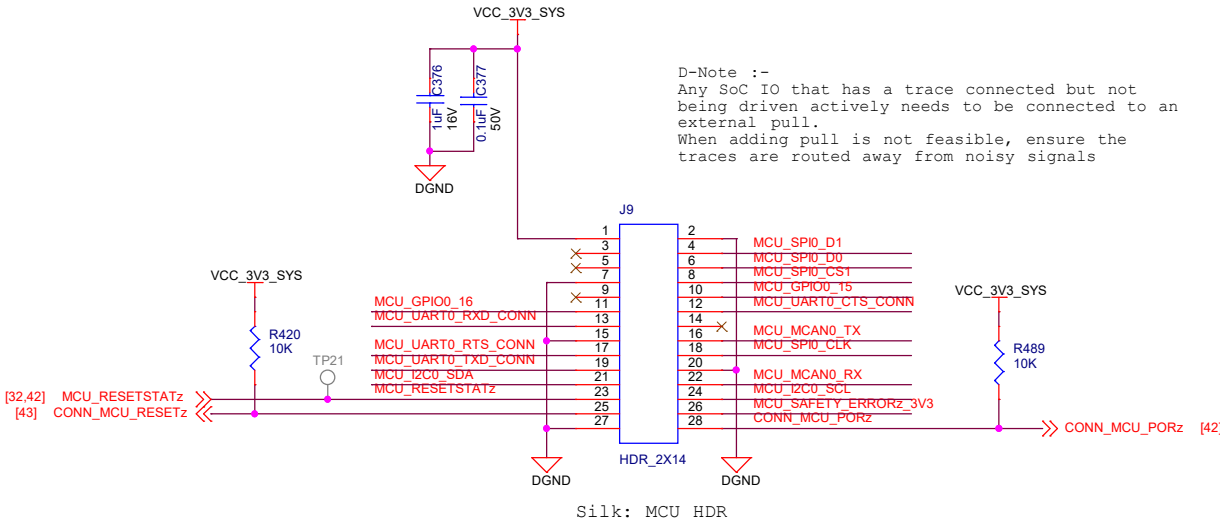 VCC_3V3_SYS
C376
1uF
16V
C377
0.1uF
50V
DGND
D-Note :-
Any SoC IO that has a trace connected but not
being driven actively needs to be connected to an
external pull.
When adding pull is not feasible, ensure the
traces are routed away from noisy signals
J9
1
2
3
4
MCU_SPI0_D1
5
6
MCU_SPI0_D0
7
8
MCU_SPI0_CS1
9
10
MCU_GPIO0_15
MCU_GPIO0_16
11
12
MCU_UART0_CTS_CONN
MCU_UART0_RXD_CONN
13
14
15
16
MCU_MCAN0_TX
MCU_UART0_RTS_CONN
17
18
MCU_SPI0_CLK
MCU_UART0_TXD_CONN
19
20
MCU_I2C0_SDA
21
22
MCU_MCAN0_RX
MCU_RESETSTATz
23
24
MCU_I2C0_SCL
25
26
MCU_SAFETY_ERRORz_3V3
27
28
CONN_MCU_PORz
HDR_2X14
VCC_3V3_SYS
R420
10K
TP21
[32,42] MCU_RESETSTATz
[43] CONN_MCU_RESETz
VCC_3V3_SYS
R489
10K
CONN_MCU_PORz [42]
DGND
DGND
Silk: MCU HDR